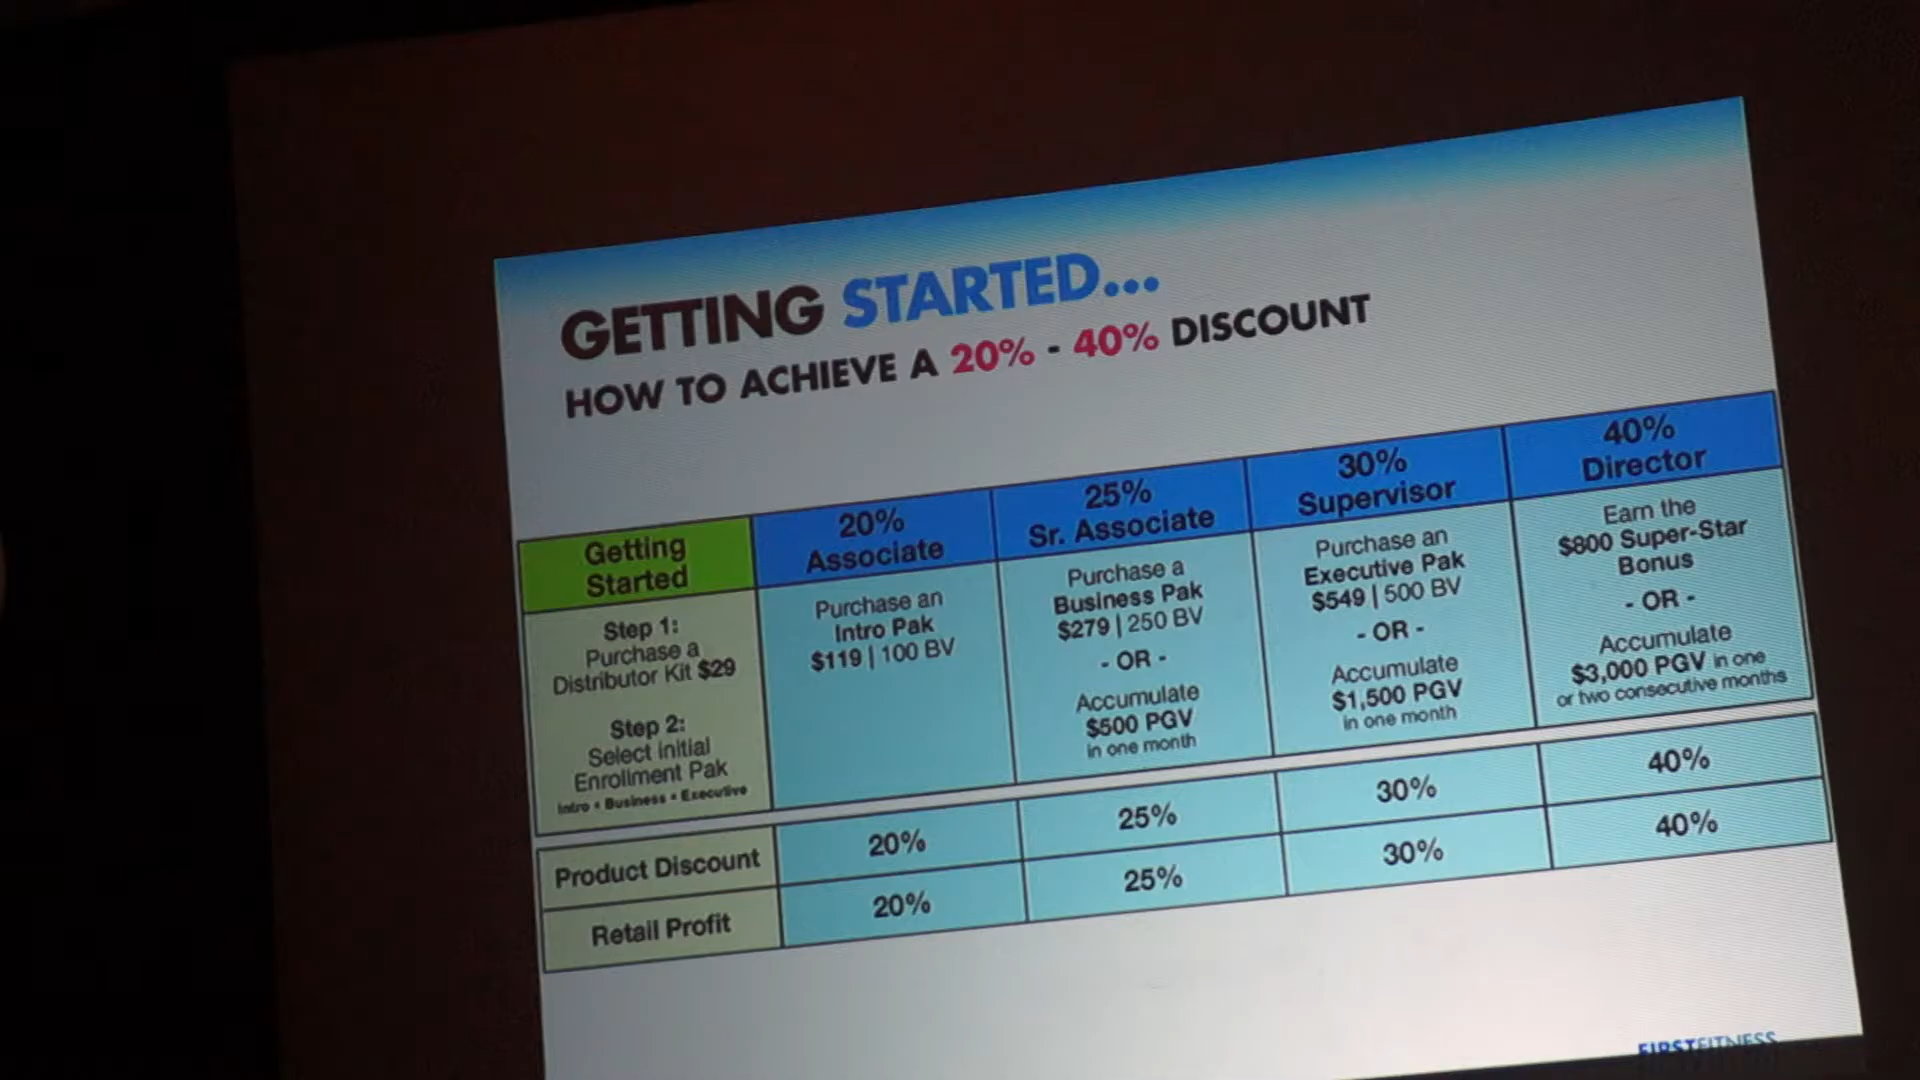 GETTING STARTED...
HOW TO ACHIEVE A 20% - 40% DISCOUNT
Getting
Started
Step 1:
Purchase a
Distributor Kit $29
Step 2:
Select initial
Enrollment Pak
Intro • Business • Executive
20%
Associate
Purchase an
Intro Pak
$119 | 100 BV
25%
Sr. Associate
Purchase a
Business Pak
$279 | 250 BV
- OR -
Accumulate
$500 PGV
in one month
30%
Supervisor
Purchase an
Executive Pak
$549 | 500 BV
- OR -
Accumulate
$1,500 PGV
in one month
40%
Director
Earn the
$800 Super-Star
Bonus
- OR -
Accumulate
$3,000 PGV in one
or two consecutive months
Product Discount 20% 25% 30% 40%
Retail Profit 20% 25% 30% 40%
FIRSTFITNESS